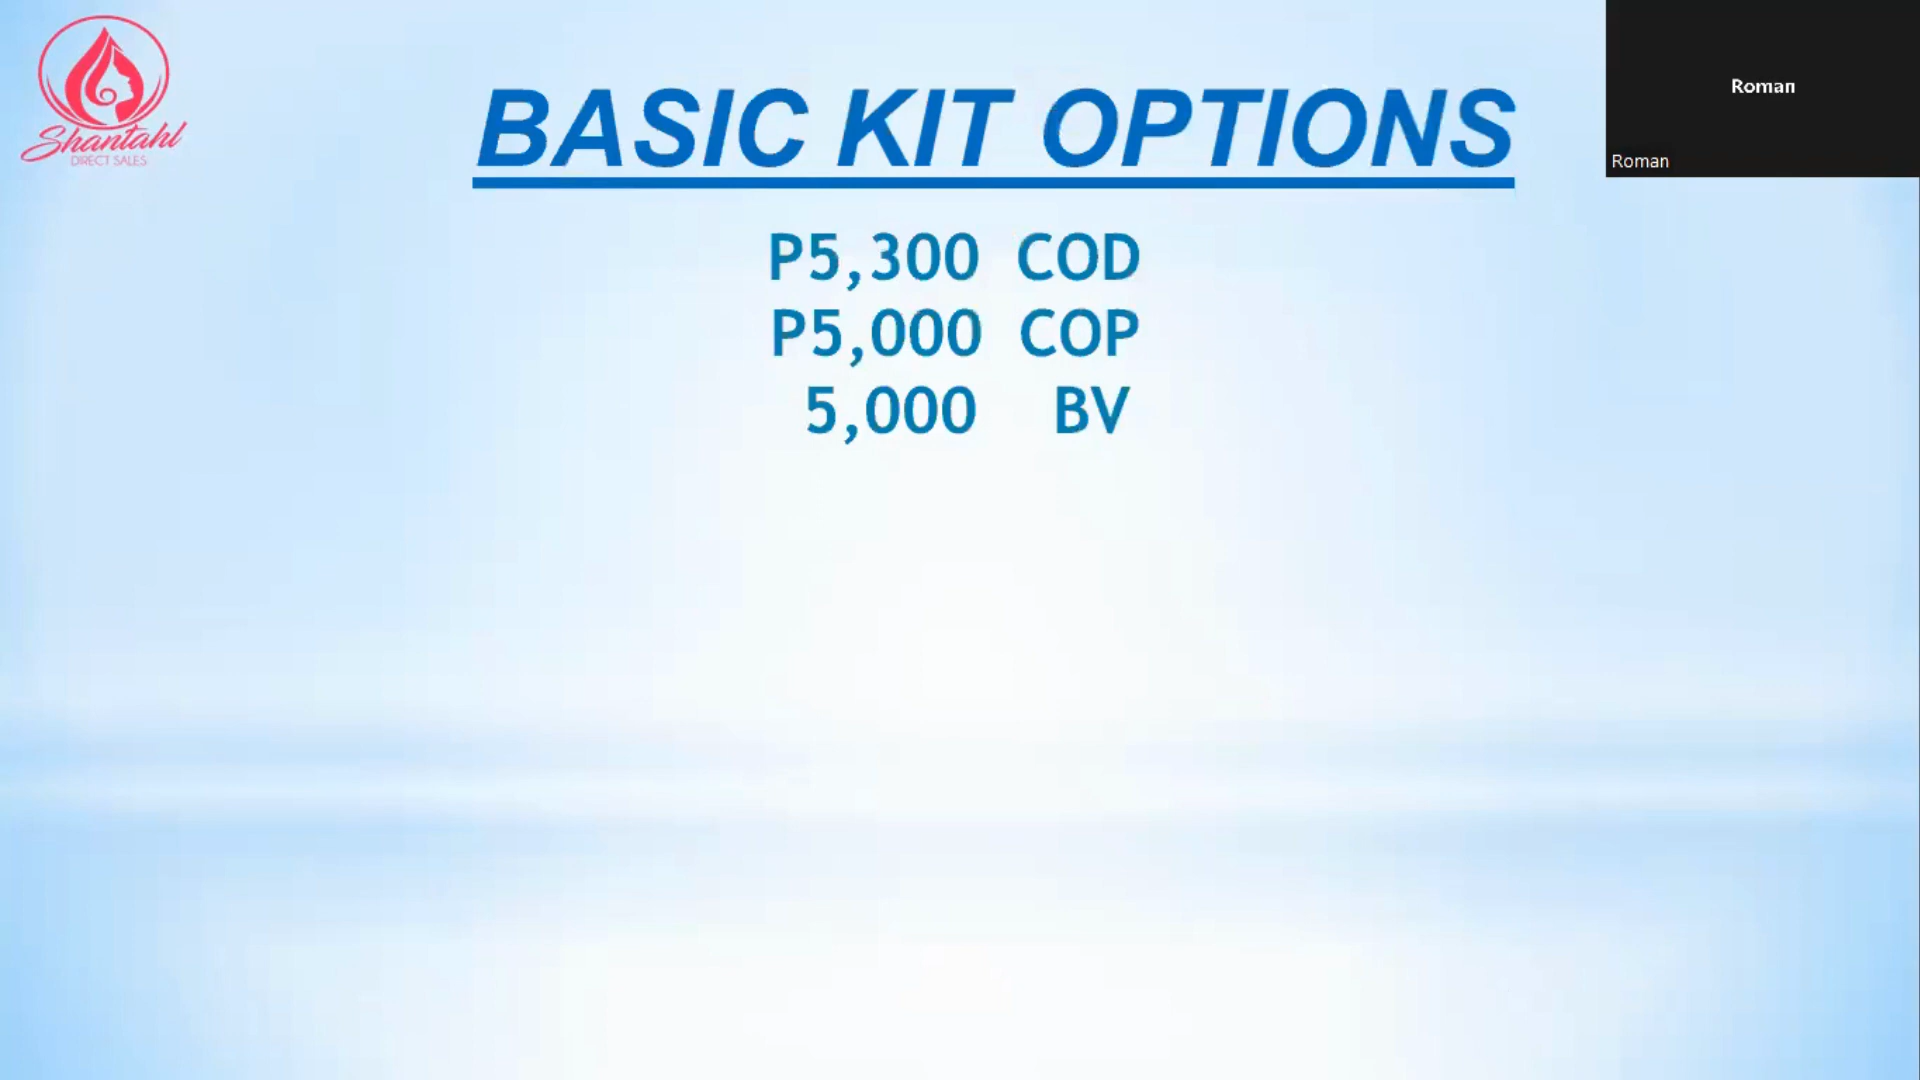 Shantahl
DIRECT SALES
BASIC KIT OPTIONS
P5,300 COD
P5,000 COP
5,000 BV
Roman
Roman